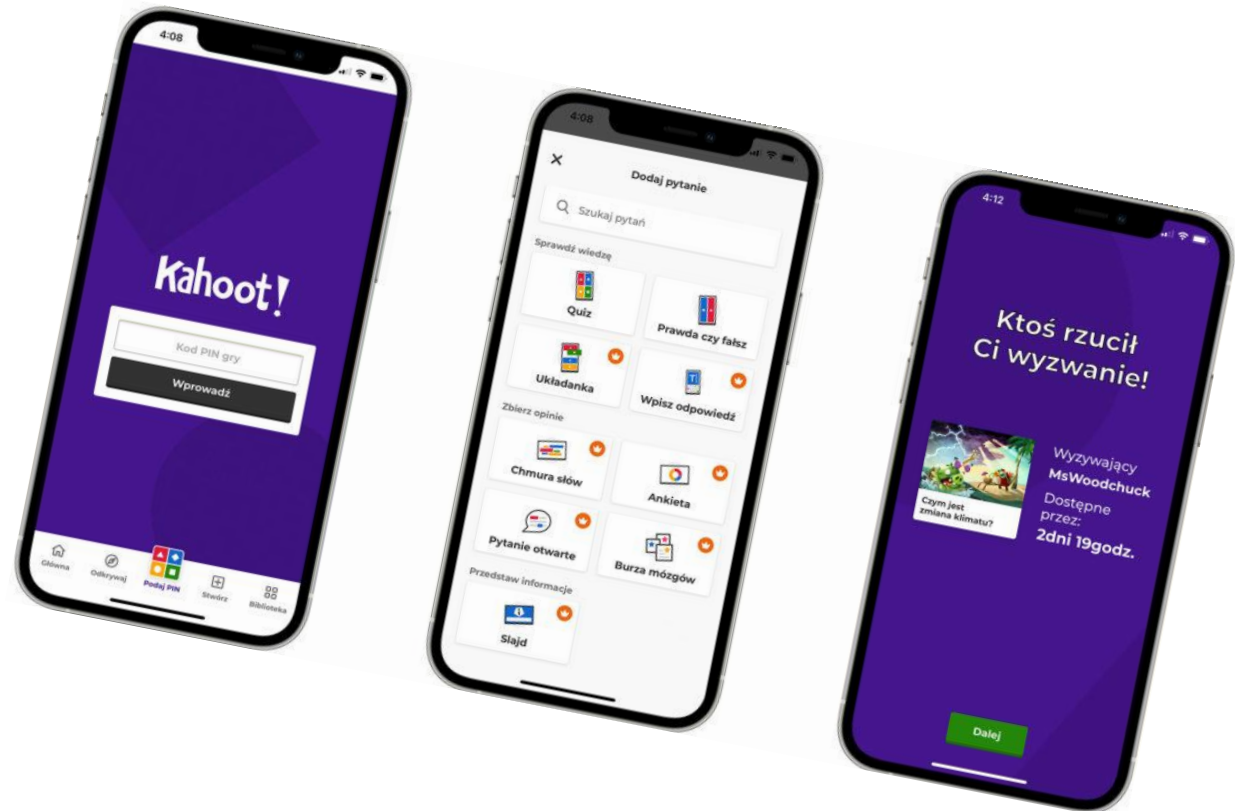 4:08
Kahoot!
Kod PIN gry
Wprowadź
Główna
Odkrywaj
Podaj PIN
Stwórz
Biblioteka
4:08
Dodaj pytanie
Szukaj pytań
Sprawdź wiedzę
Quiz
Prawda czy fałsz
Układanka
Wpisz odpowiedź
Zbierz opinie
Chmura słów
Ankieta
Pytanie otwarte
Burza mózgów
Przedstaw informacje
Slajd
4:12
Ktoś rzucił
Ci wyzwanie!
Czym jest
zmiana klimatu?
Wyzywający
MsWoodchuck
Dostępne
przez:
2dni 19godz.
Dalej